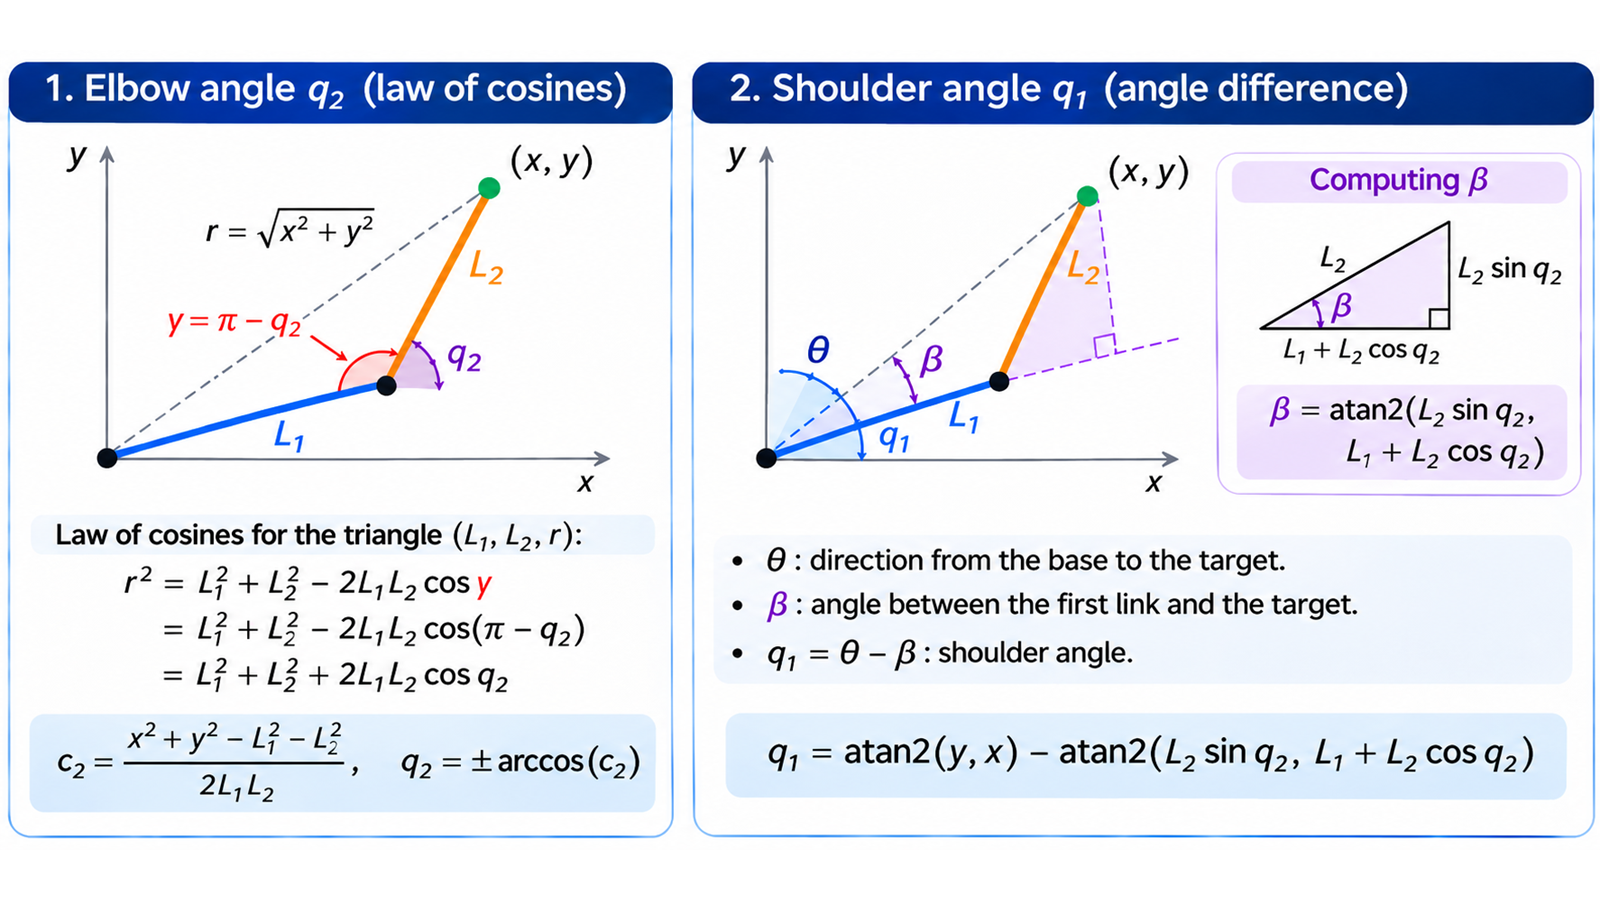 1. Elbow angle q₂ (law of cosines)
y
(x, y)
r = √(x² + y²)
L₂
y = π − q₂
q₂
L₁
x
Law of cosines for the triangle (L₁, L₂, r):
r² = L₁² + L₂² − 2L₁L₂ cos y
= L₁² + L₂² − 2L₁L₂ cos(π − q₂)
= L₁² + L₂² + 2L₁L₂ cos q₂
c₂ = (x² + y² − L₁² − L₂²) / (2L₁L₂), q₂ = ± arccos(c₂)
2. Shoulder angle q₁ (angle difference)
y
(x, y)
L₂
θ
β
L₁
q₁
x
Computing β
L₂
L₂ sin q₂
β
L₁ + L₂ cos q₂
β = atan2(L₂ sin q₂,
L₁ + L₂ cos q₂)
• θ : direction from the base to the target.
• β : angle between the first link and the target.
• q₁ = θ − β : shoulder angle.
q₁ = atan2(y, x) − atan2(L₂ sin q₂, L₁ + L₂ cos q₂)